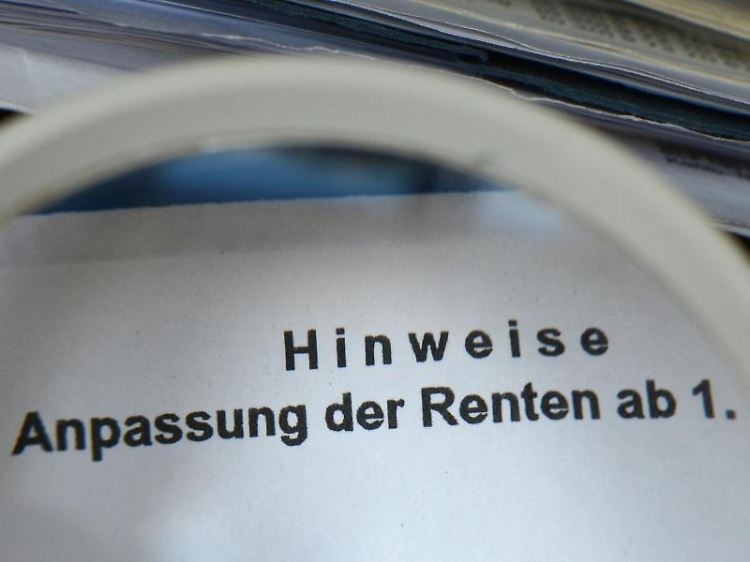 Hinweise
Anpassung der Renten ab 1.